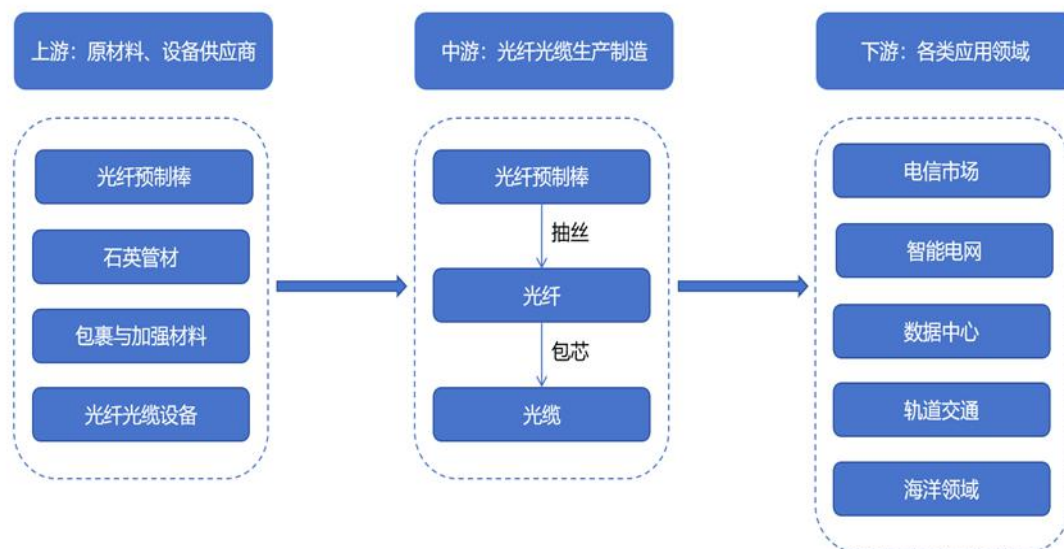 上游：原材料、设备供应商
光纤预制棒
石英管材
包裹与加强材料
光纤光缆设备
中游：光纤光缆生产制造
光纤预制棒
抽丝
光纤
包芯
光缆
下游：各类应用领域
电信市场
智能电网
数据中心
轨道交通
海洋领域